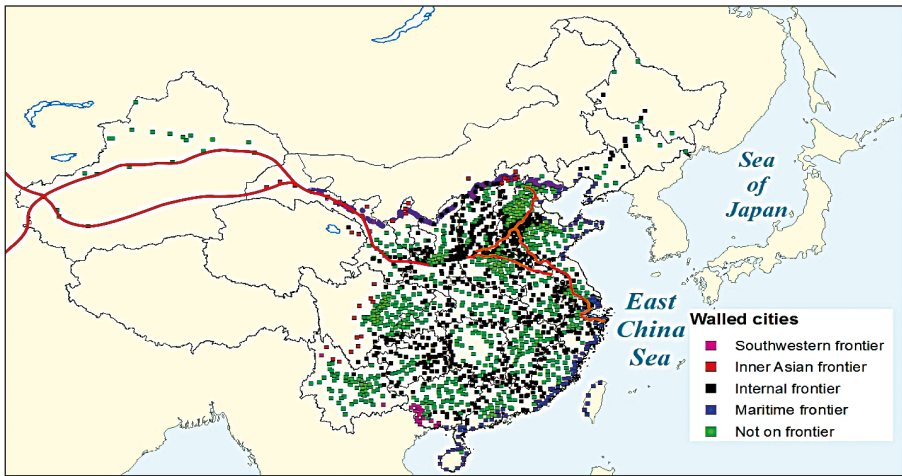 Sea
of
Japan
East
China
Sea
Walled cities
Southwestern frontier
Inner Asian frontier
Internal frontier
Maritime frontier
Not on frontier